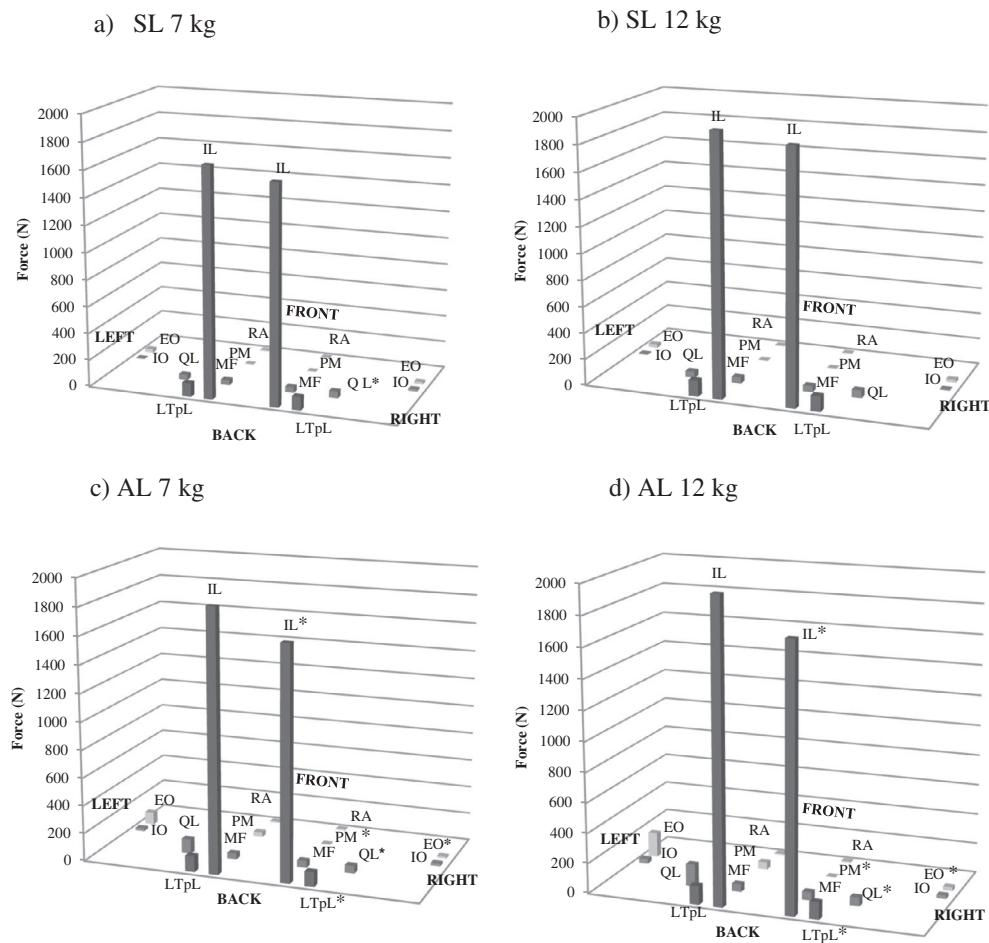 a) SL 7 kg
2000
1800
1600
1400
1200
1000
800
600
400
200
0
Force (N)
IL
IL
FRONT
LEFT
EO
RA
RA
IO
QL
PM
PM
EO
MF
MF
Q L*
IO
LTpL
LTpL
RIGHT
BACK
b) SL 12 kg
2000
1800
1600
1400
1200
1000
800
600
400
200
0
Force (N)
IL
IL
FRONT
LEFT
EO
RA
RA
IO
QL
PM
PM
EO
MF
MF
QL
IO
LTpL
LTpL
RIGHT
BACK
c) AL 7 kg
2000
1800
1600
1400
1200
1000
800
600
400
200
0
Force (N)
IL
IL*
FRONT
LEFT
EO
RA
RA
IO
QL
PM
PM *
EO*
MF
MF
QL*
IO
LTpL
LTpL*
RIGHT
BACK
d) AL 12 kg
2000
1800
1600
1400
1200
1000
800
600
400
200
0
Force (N)
IL
IL*
FRONT
LEFT
EO
RA
RA
IO
QL
PM
PM*
EO *
MF
MF
QL*
IO
LTpL
LTpL*
RIGHT
BACK